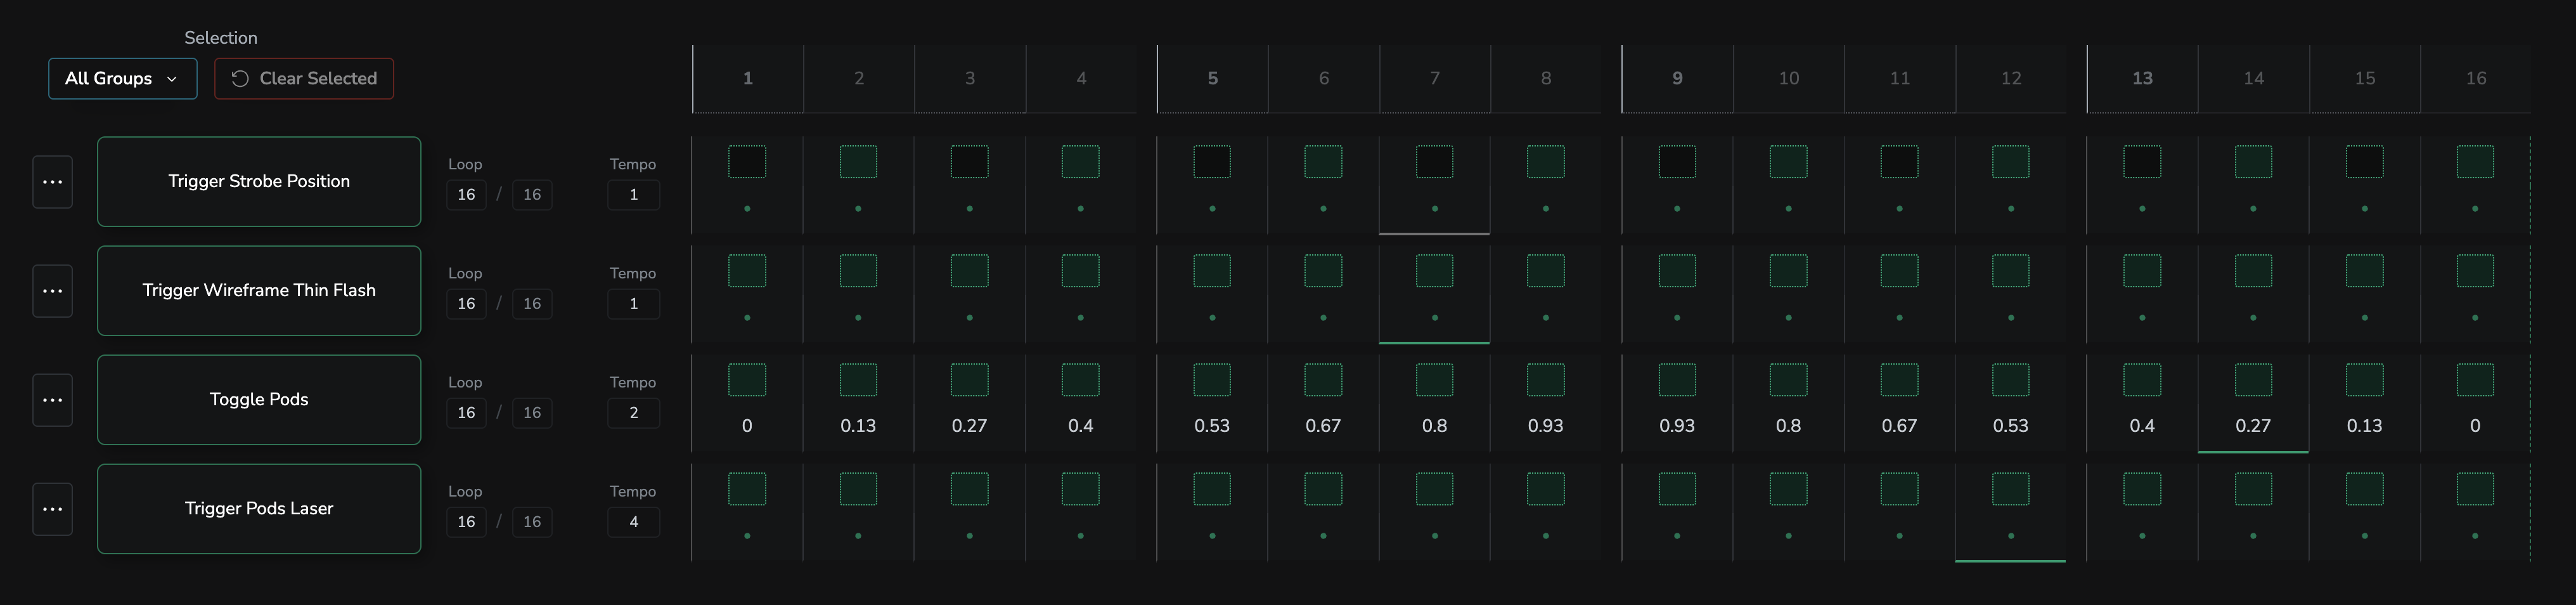 Selection
All Groups Clear Selected
1 2 3 4 5 6 7 8 9 10 11 12 13 14 15 16
Loop Tempo
Trigger Strobe Position 16 / 16 1
Loop Tempo
Trigger Wireframe Thin Flash 16 / 16 1
Loop Tempo
Toggle Pods 16 / 16 2
0 0.13 0.27 0.4 0.53 0.67 0.8 0.93 0.93 0.8 0.67 0.53 0.4 0.27 0.13 0
Loop Tempo
Trigger Pods Laser 16 / 16 4